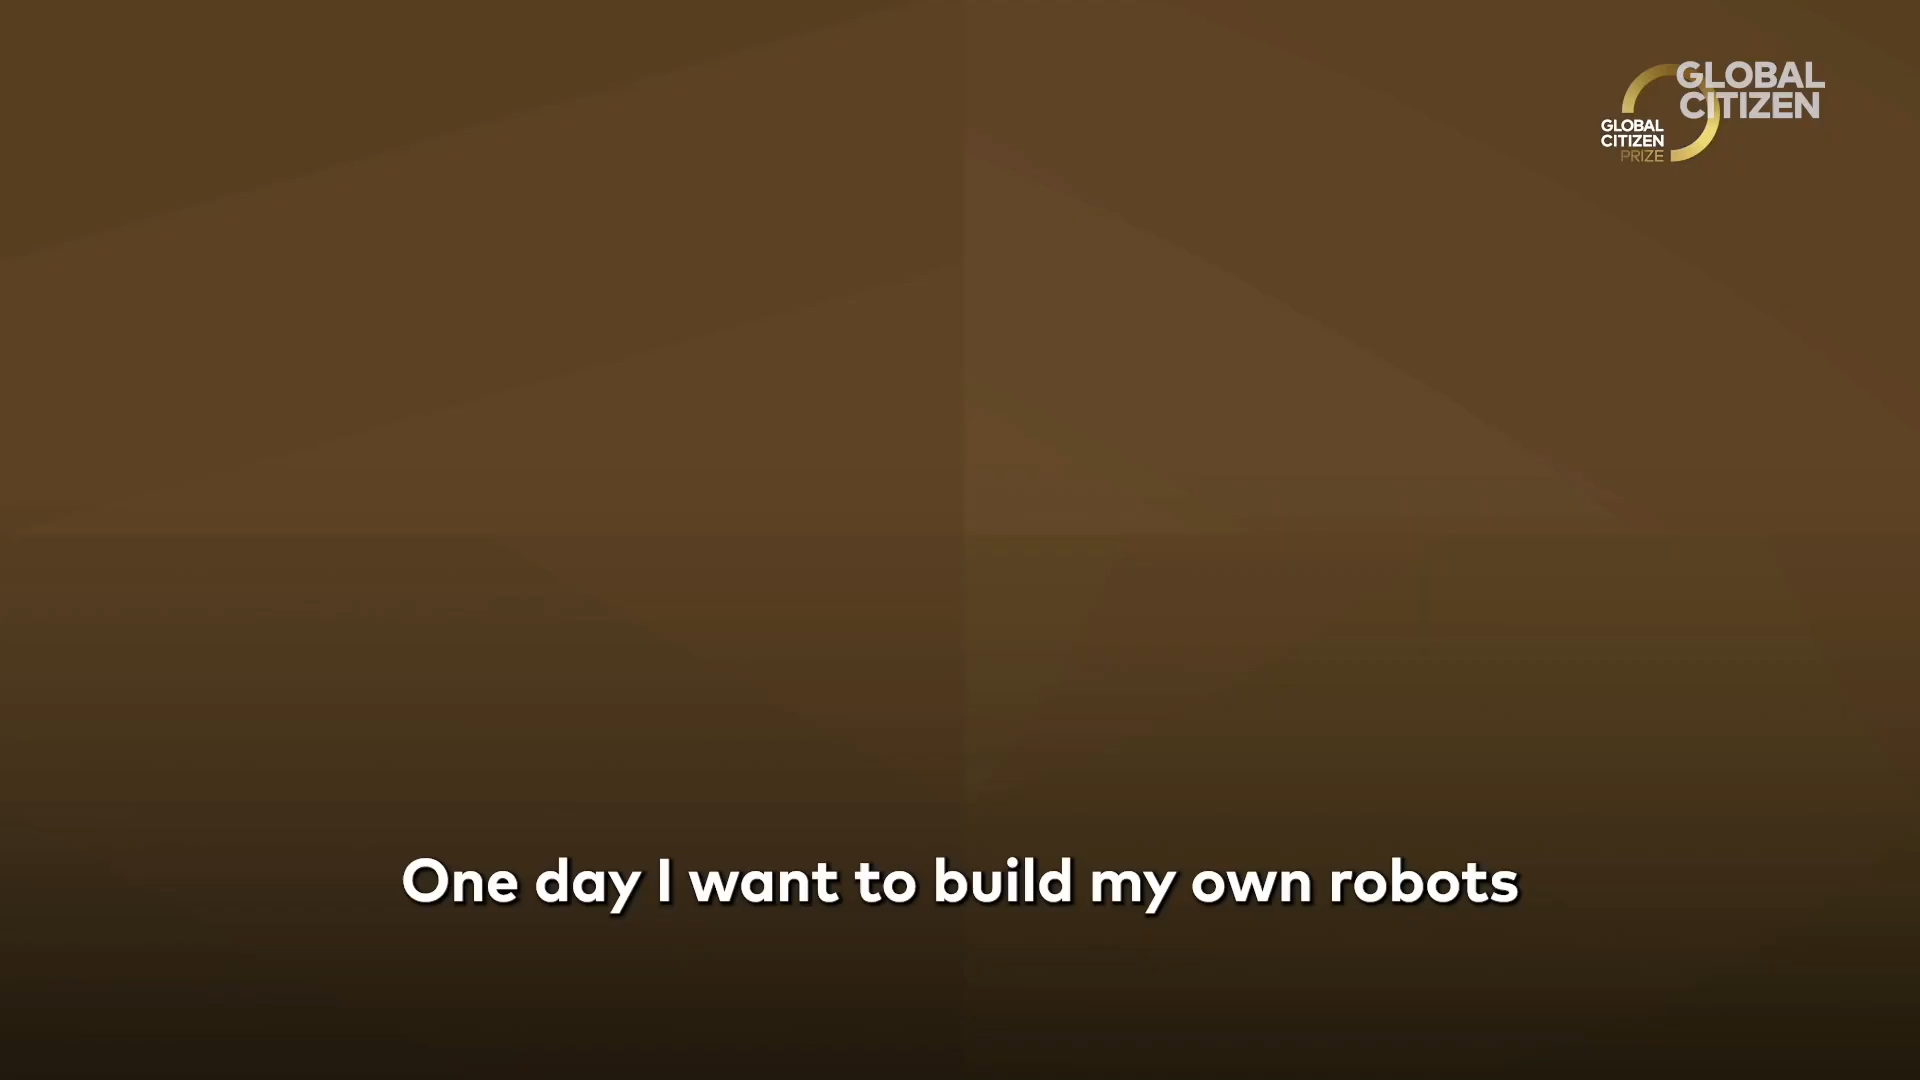 GLOBAL
CITIZEN
GLOBAL
CITIZEN
PRIZE
One day I want to build my own robots